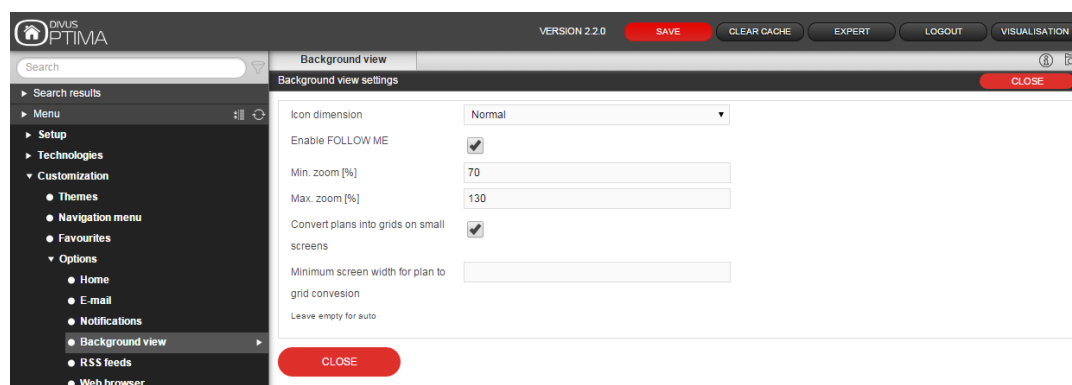 DIVUS
OPTIMA
VERSION 2.2.0
SAVE
CLEAR CACHE
EXPERT
LOGOUT
VISUALISATION
Search
Search results
Menu
Setup
Technologies
Customization
Themes
Navigation menu
Favourites
Options
Home
E-mail
Notifications
Background view
RSS feeds
Web browser
Background view
Background view settings
CLOSE
Icon dimension
Normal
Enable FOLLOW ME
Min. zoom [%]
70
Max. zoom [%]
130
Convert plans into grids on small
screens
Minimum screen width for plan to
grid convesion
Leave empty for auto
CLOSE